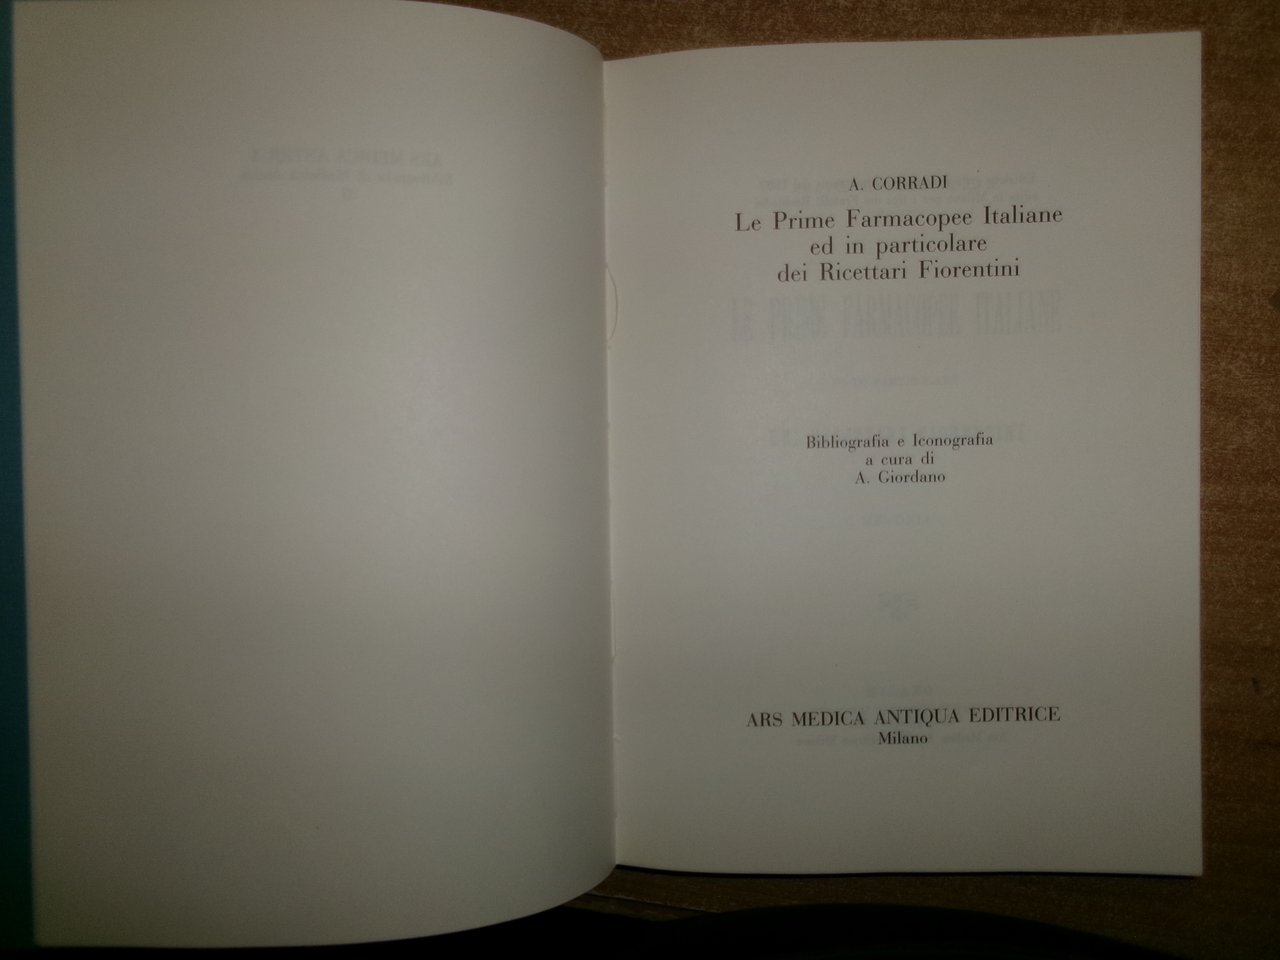 A. CORRADI
Le Prime Farmacopee Italiane
ed in particolare
dei Ricettari Fiorentini
Bibliografia e Iconografia
a cura di
A. Giordano
ARS MEDICA ANTIQUA EDITRICE
Milano